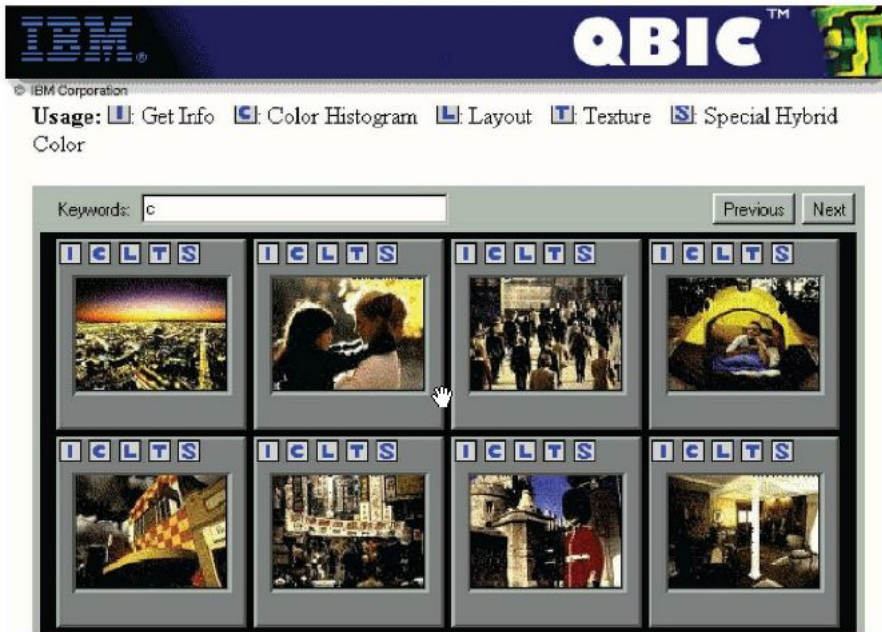 IBM®
QBIC™
© IBM Corporation
Usage: I: Get Info C: Color Histogram L: Layout T: Texture S: Special Hybrid
Color
Keywords: c Previous Next
I C L T S I C L T S I C L T S I C L T S
I C L T S I C L T S I C L T S I C L T S